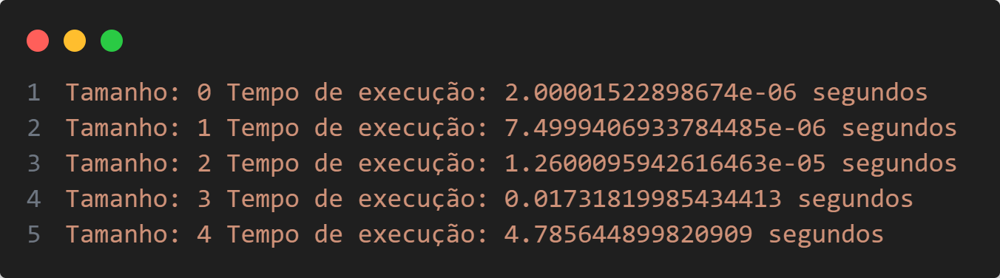 1 Tamanho: 0 Tempo de execução: 2.00001522898674e-06 segundos
2 Tamanho: 1 Tempo de execução: 7.4999406933784485e-06 segundos
3 Tamanho: 2 Tempo de execução: 1.2600095942616463e-05 segundos
4 Tamanho: 3 Tempo de execução: 0.01731819985434413 segundos
5 Tamanho: 4 Tempo de execução: 4.785644899820909 segundos